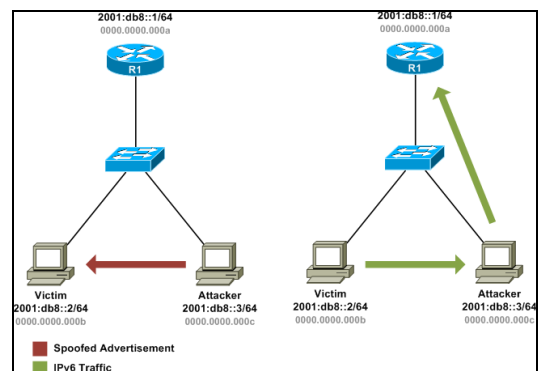 2001:db8::1/64
0000.0000.000a
R1
Victim
2001:db8::2/64
0000.0000.000b
Attacker
2001:db8::3/64
0000.0000.000c
2001:db8::1/64
0000.0000.000a
R1
Victim
2001:db8::2/64
0000.0000.000b
Attacker
2001:db8::3/64
0000.0000.000c
Spoofed Advertisement
IPv6 Traffic